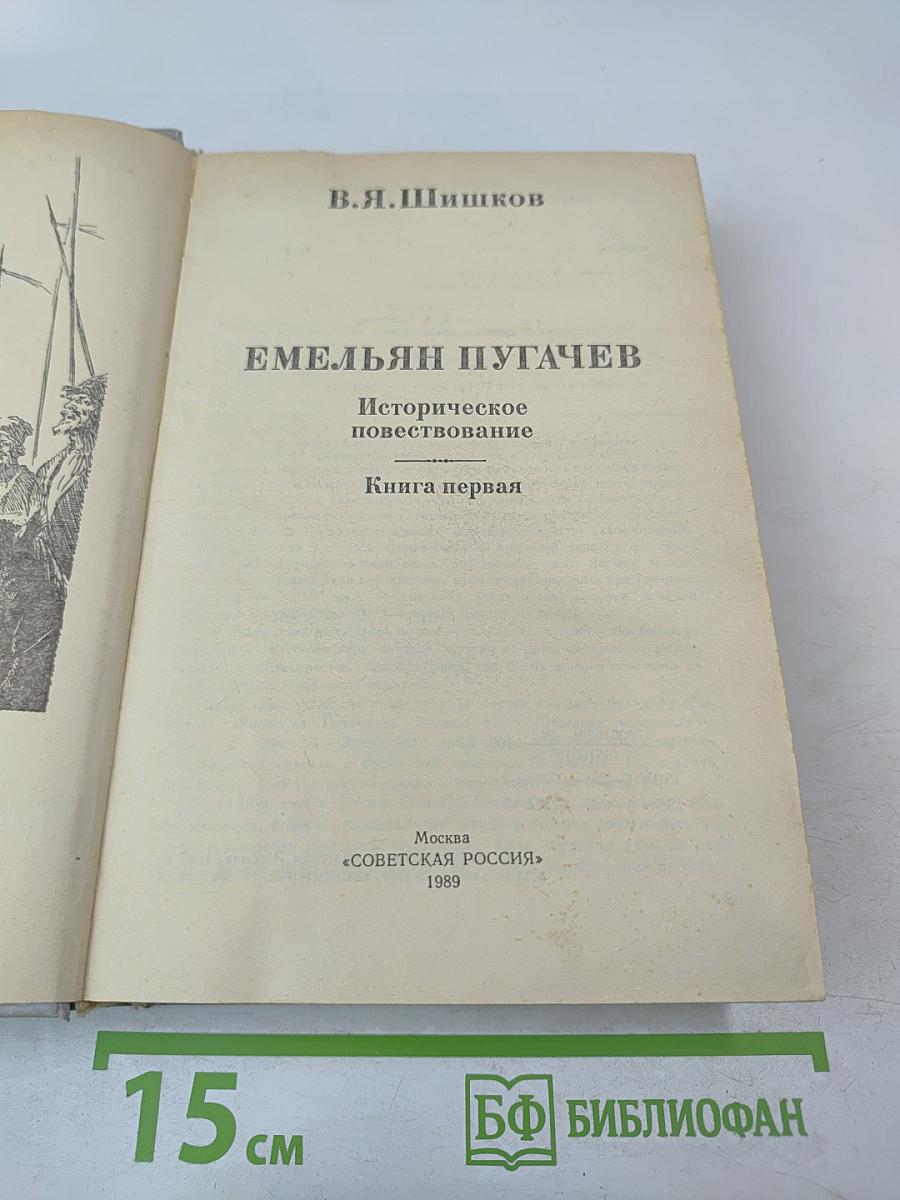 В.Я.Шишков
ЕМЕЛЬЯН ПУГАЧЕВ
Историческое
повествование
Книга первая
Москва
«СОВЕТСКАЯ РОССИЯ»
1989
15 см
БФ БИБЛИОФАН